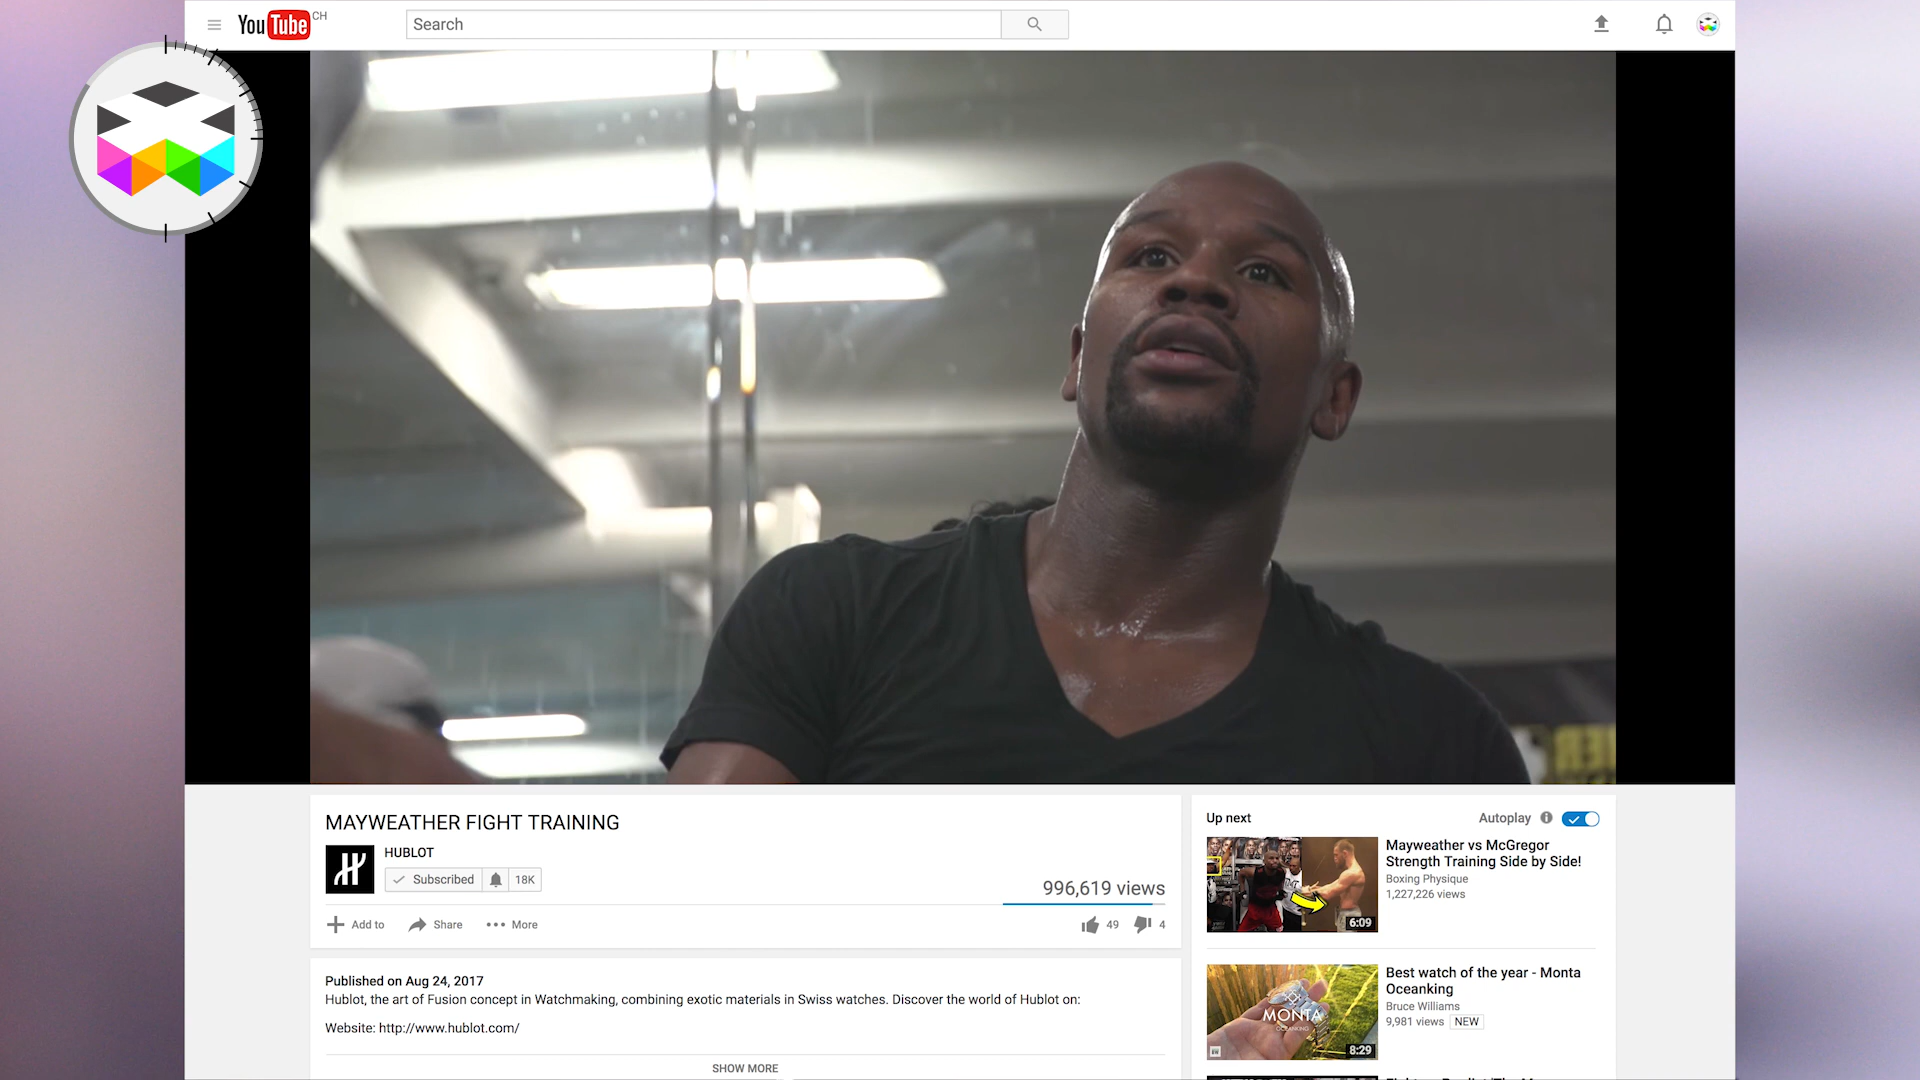 YouTube CH
Search
MAYWEATHER FIGHT TRAINING
HUBLOT
Subscribed 18K
996,619 views
Add to Share More 49 4
Published on Aug 24, 2017
Hublot, the art of Fusion concept in Watchmaking, combining exotic materials in Swiss watches. Discover the world of Hublot on:
Website: http://www.hublot.com/
SHOW MORE
Up next Autoplay
Mayweather vs McGregor
Strength Training Side by Side!
Boxing Physique
1,227,226 views
6:09
Best watch of the year - Monta
Oceanking
Bruce Williams
9,981 views NEW
MONTA
OCEANKING
8:29